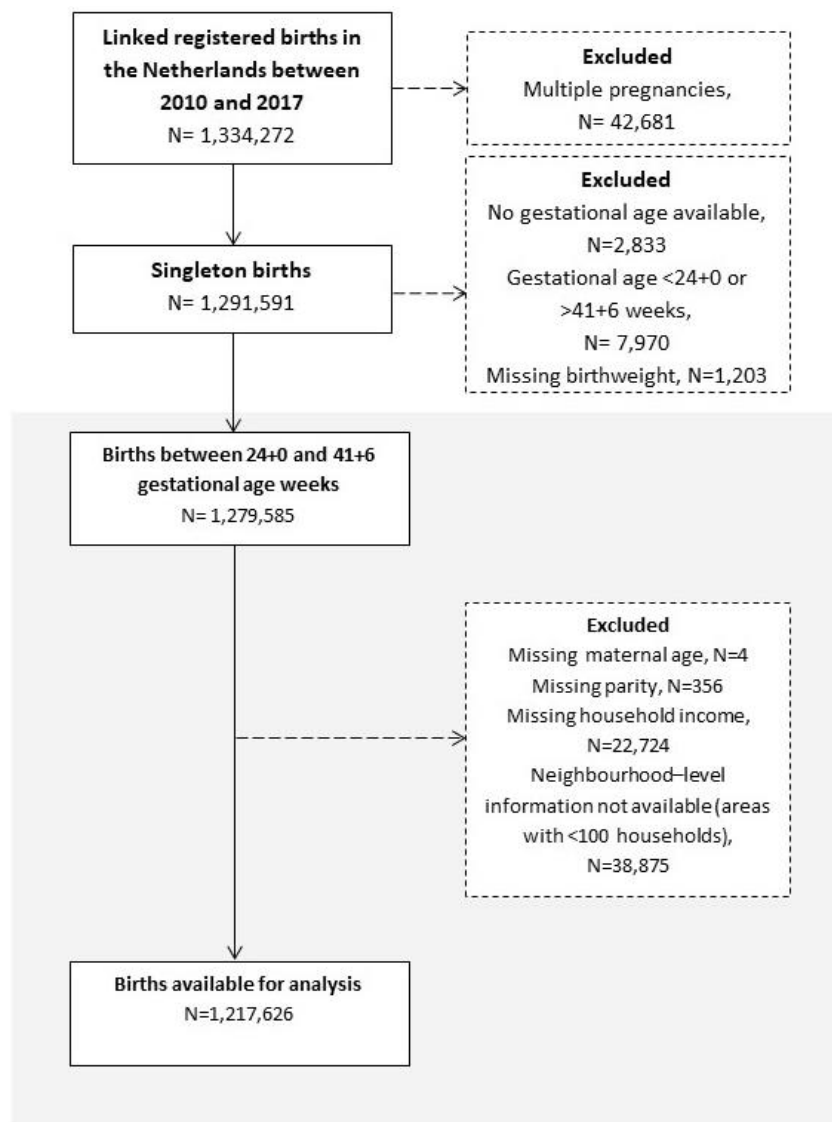 Linked registered births in
the Netherlands between
2010 and 2017
N= 1,334,272
Excluded
Multiple pregnancies,
N= 42,681
Singleton births
N= 1,291,591
Excluded
No gestational age available,
N=2,833
Gestational age <24+0 or
>41+6 weeks,
N= 7,970
Missing birthweight, N=1,203
Births between 24+0 and 41+6
gestational age weeks
N= 1,279,585
Excluded
Missing maternal age, N=4
Missing parity, N=356
Missing household income,
N=22,724
Neighbourhood–level
information not available (areas
with <100 households),
N=38,875
Births available for analysis
N=1,217,626